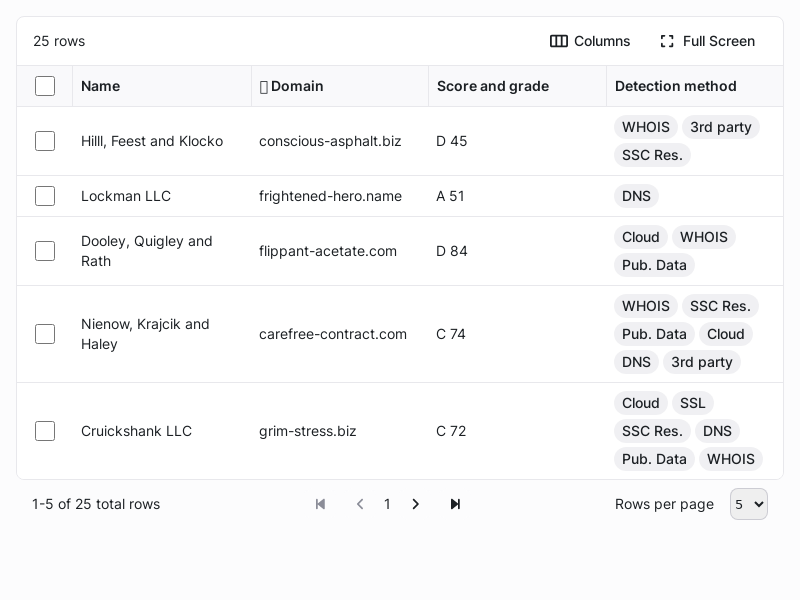 25 rows
Columns
Full Screen
Name
Domain
Score and grade
Detection method
Hilll, Feest and Klocko
conscious-asphalt.biz
D 45
WHOIS 3rd party
SSC Res.
Lockman LLC
frightened-hero.name
A 51
DNS
Dooley, Quigley and
Rath
flippant-acetate.com
D 84
Cloud WHOIS
Pub. Data
Nienow, Krajcik and
Haley
carefree-contract.com
C 74
WHOIS SSC Res.
Pub. Data Cloud
DNS 3rd party
Cruickshank LLC
grim-stress.biz
C 72
Cloud SSL
SSC Res. DNS
Pub. Data WHOIS
1-5 of 25 total rows
1
Rows per page
5